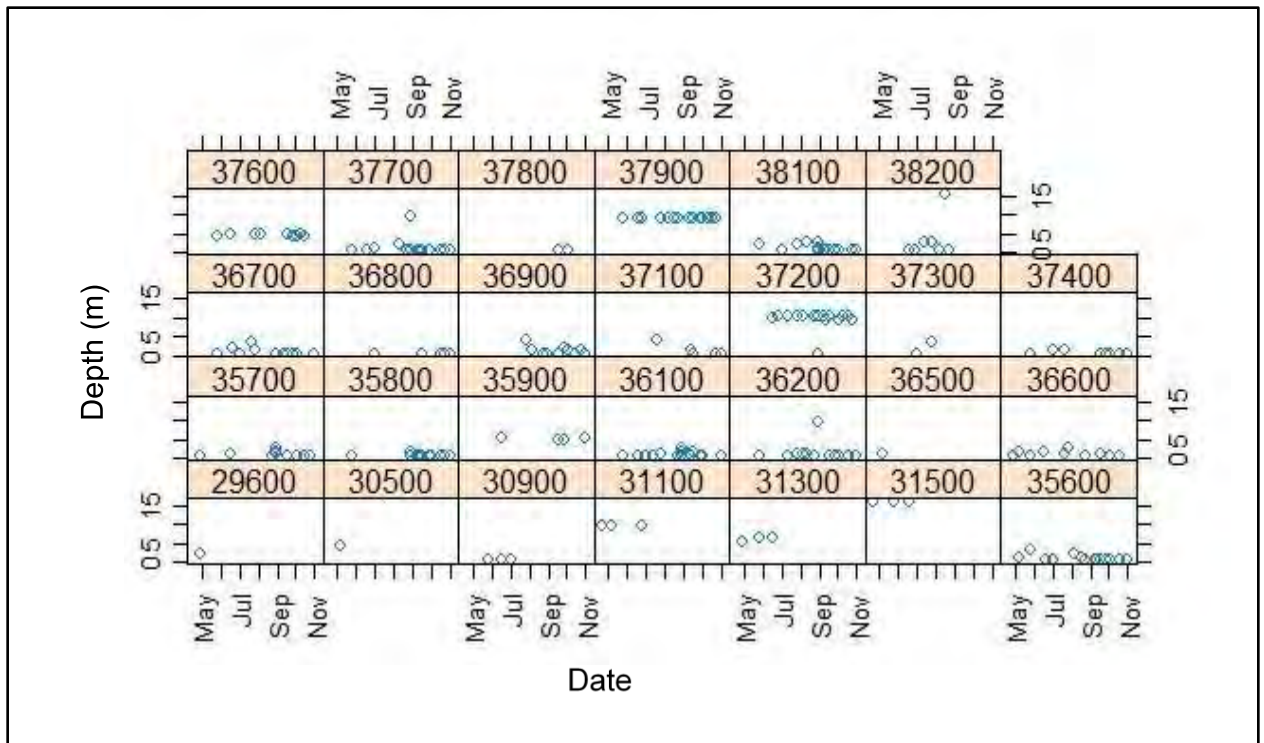 May Jul Sep Nov May Jul Sep Nov May Jul Sep Nov
37600 37700 37800 37900 38100 38200
0 5 15
36700 36800 36900 37100 37200 37300 37400
0 5 15
35700 35800 35900 36100 36200 36500 36600
0 5 15
29600 30500 30900 31100 31300 31500 35600
0 5 15
Depth (m)
May Jul Sep Nov May Jul Sep Nov May Jul Sep Nov May Jul Sep Nov
Date